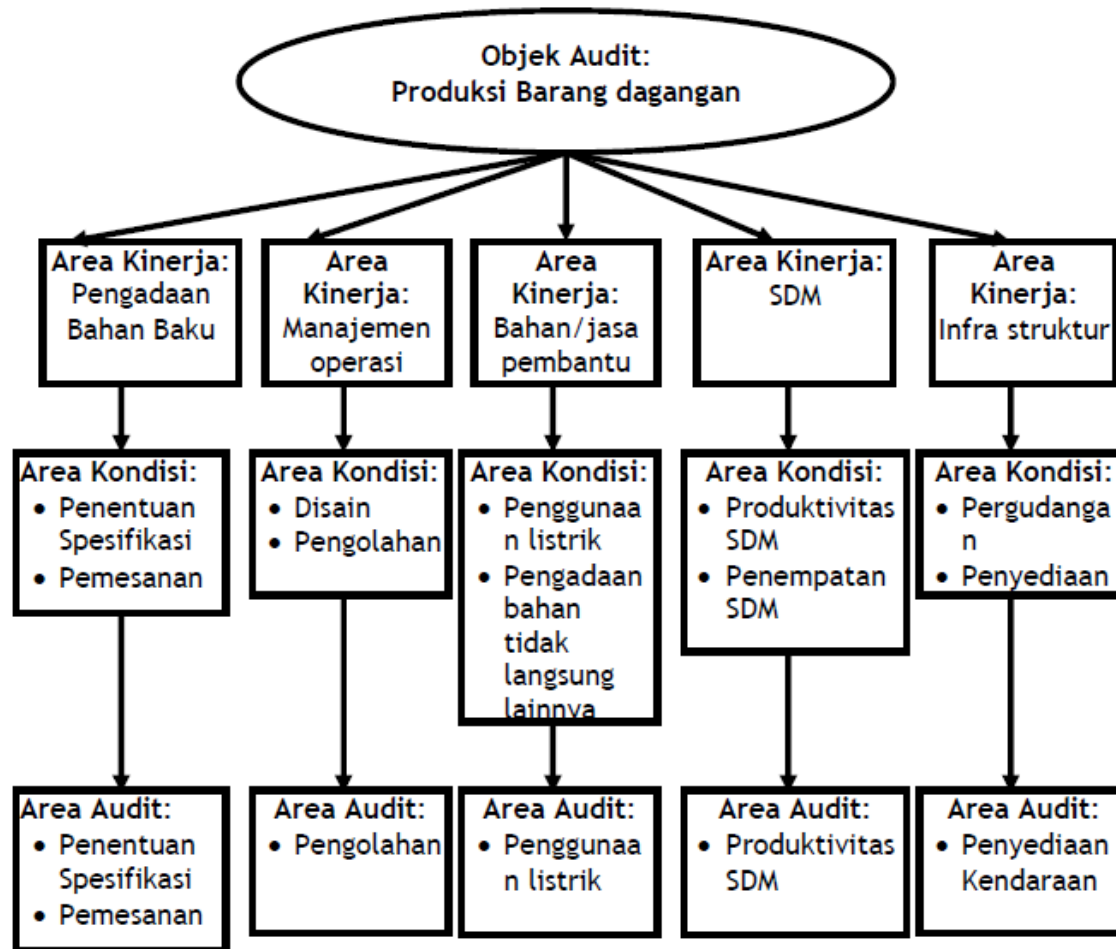 Objek Audit:
Produksi Barang dagangan
Area Kinerja:
Pengadaan
Bahan Baku
Area
Kinerja:
Manajemen
operasi
Area
Kinerja:
Bahan/jasa
pembantu
Area Kinerja:
SDM
Area
Kinerja:
Infra struktur
Area Kondisi:
• Penentuan
Spesifikasi
• Pemesanan
Area Kondisi:
• Disain
• Pengolahan
Area Kondisi:
• Penggunaa
n listrik
• Pengadaan
bahan
tidak
langsung
lainnya
Area Kondisi:
• Produktivitas
SDM
• Penempatan
SDM
Area Kondisi:
• Pergudanga
n
• Penyediaan
Area Audit:
• Penentuan
Spesifikasi
• Pemesanan
Area Audit:
• Pengolahan
Area Audit:
• Penggunaa
n listrik
Area Audit:
• Produktivitas
SDM
Area Audit:
• Penyediaan
Kendaraan